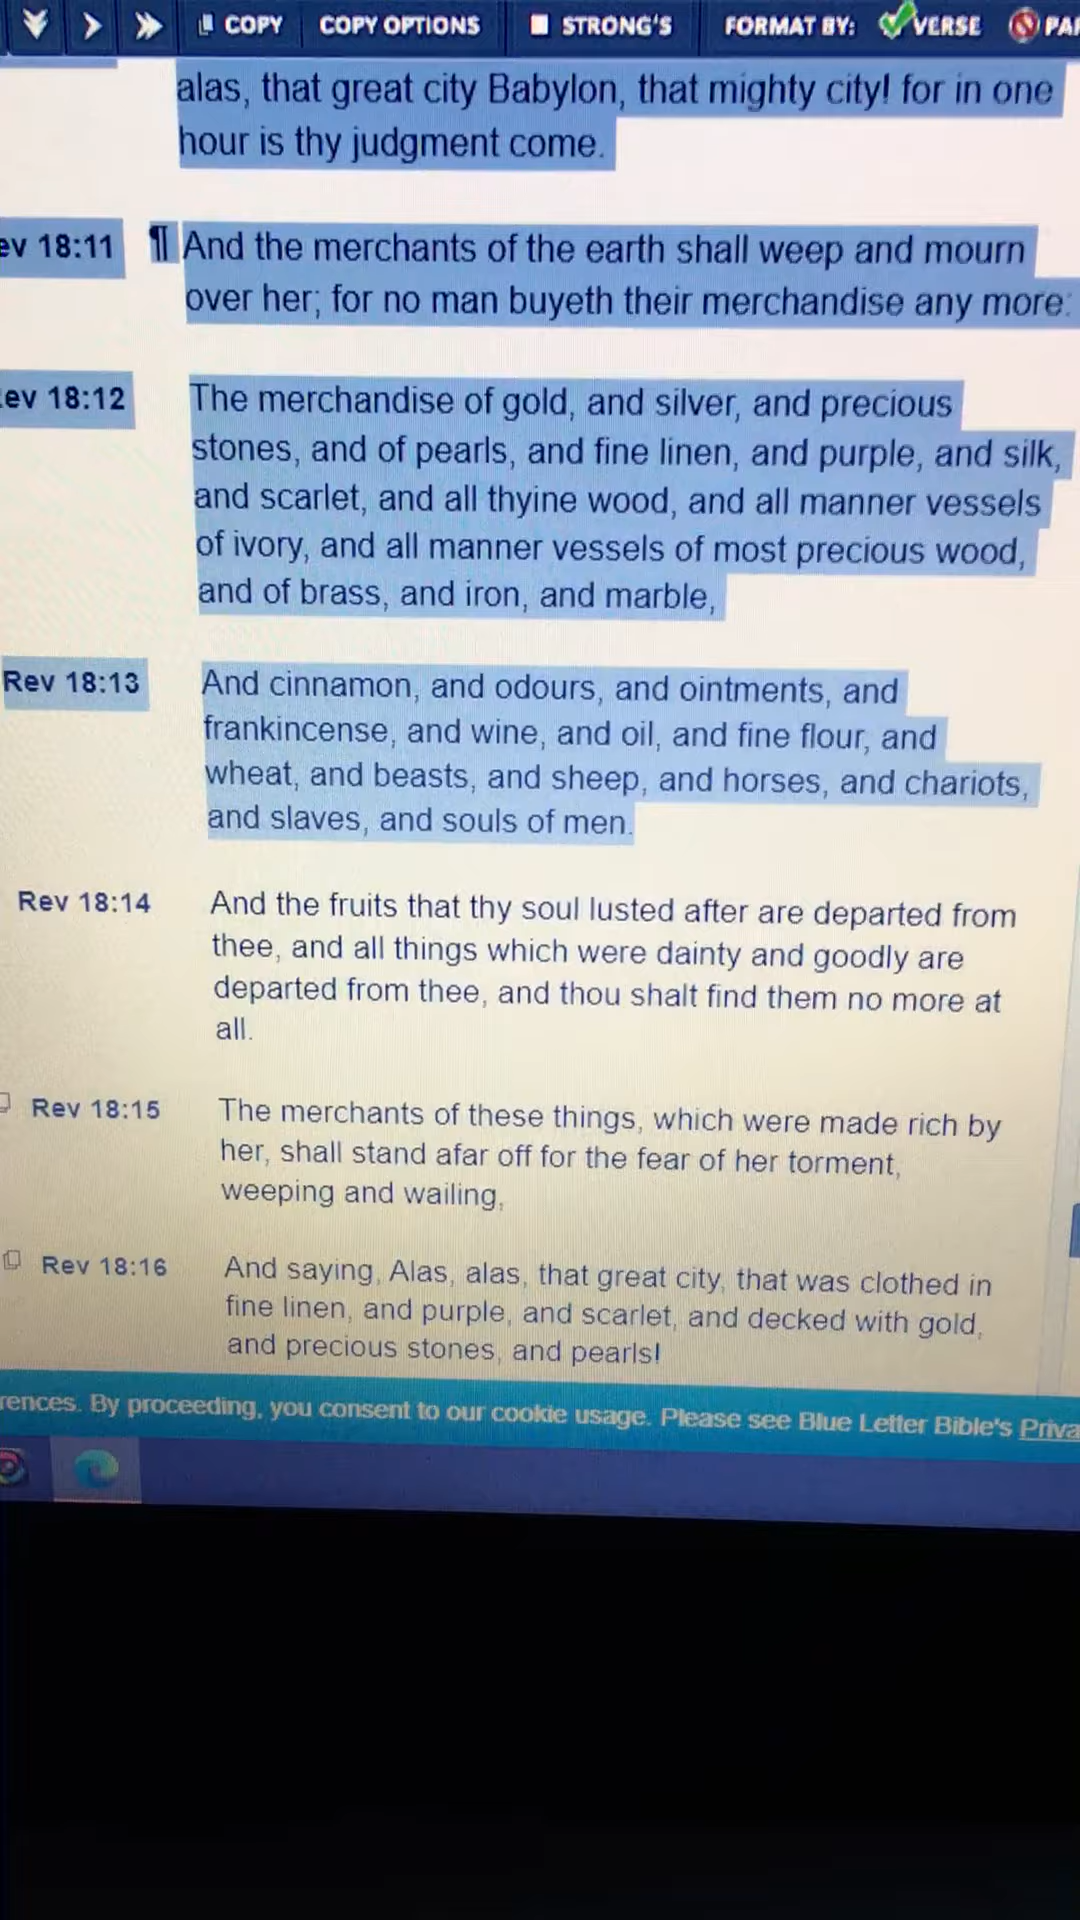 COPY COPY OPTIONS STRONG'S FORMAT BY: VERSE
alas, that great city Babylon, that mighty city! for in one
hour is thy judgment come.
ev 18:11 ¶ And the merchants of the earth shall weep and mourn
over her; for no man buyeth their merchandise any more:
ev 18:12 The merchandise of gold, and silver, and precious
stones, and of pearls, and fine linen, and purple, and silk,
and scarlet, and all thyine wood, and all manner vessels
of ivory, and all manner vessels of most precious wood,
and of brass, and iron, and marble,
Rev 18:13 And cinnamon, and odours, and ointments, and
frankincense, and wine, and oil, and fine flour, and
wheat, and beasts, and sheep, and horses, and chariots,
and slaves, and souls of men.
Rev 18:14 And the fruits that thy soul lusted after are departed from
thee, and all things which were dainty and goodly are
departed from thee, and thou shalt find them no more at
all.
Rev 18:15 The merchants of these things, which were made rich by
her, shall stand afar off for the fear of her torment,
weeping and wailing,
Rev 18:16 And saying, Alas, alas, that great city, that was clothed in
fine linen, and purple, and scarlet, and decked with gold,
and precious stones, and pearls!
rences. By proceeding, you consent to our cookie usage. Please see Blue Letter Bible's Priva